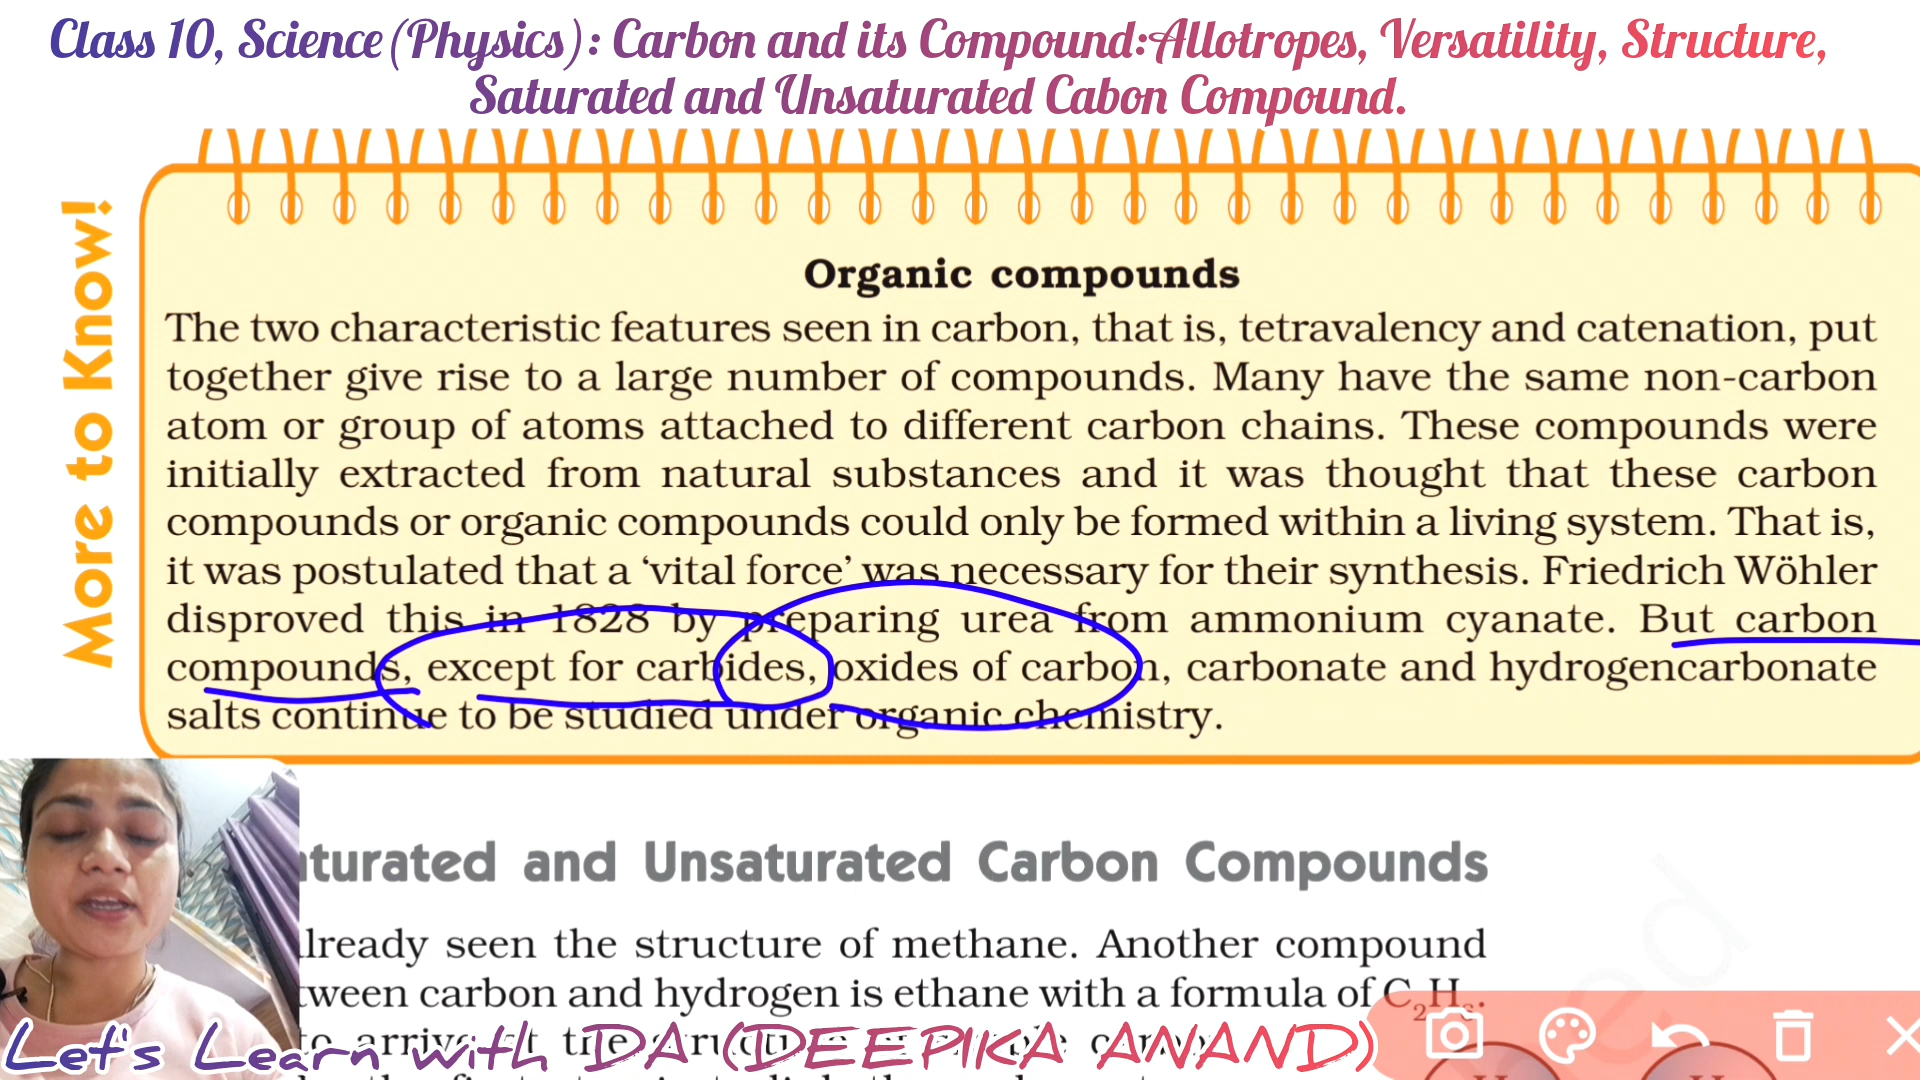 Class 10, Science(Physics): Carbon and its Compound:Allotropes, Versatility, Structure,
Saturated and Unsaturated Cabon Compound.
More to Know!
Organic compounds
The two characteristic features seen in carbon, that is, tetravalency and catenation, put
together give rise to a large number of compounds. Many have the same non-carbon
atom or group of atoms attached to different carbon chains. These compounds were
initially extracted from natural substances and it was thought that these carbon
compounds or organic compounds could only be formed within a living system. That is,
it was postulated that a ‘vital force’ was necessary for their synthesis. Friedrich Wöhler
disproved this in 1828 by preparing urea from ammonium cyanate. But carbon
compounds, except for carbides, oxides of carbon, carbonate and hydrogencarbonate
salts continue to be studied under organic chemistry.
turated and Unsaturated Carbon Compounds
lready seen the structure of methane. Another compound
tween carbon and hydrogen is ethane with a formula of C₂H₆.
Let's Learn with DA (DEEPIKA ANAND)